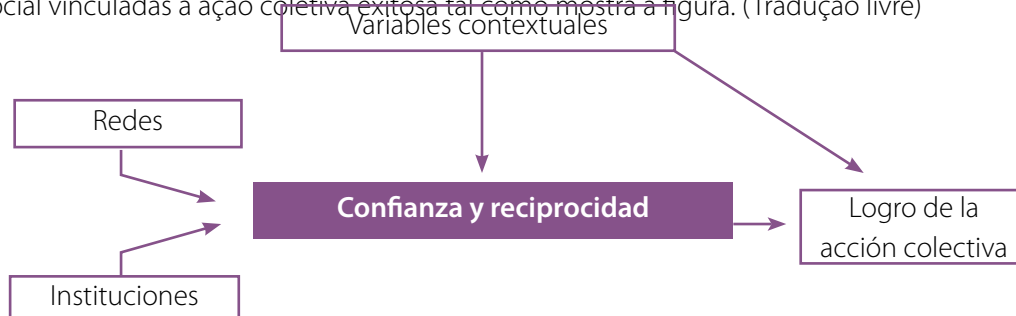 ocial vinculadas a ação coletiva exitosa tal como mostra a figura. (Tradução livre)
Variables contextuales
Redes
Confianza y reciprocidad
Logro de la
acción colectiva
Instituciones